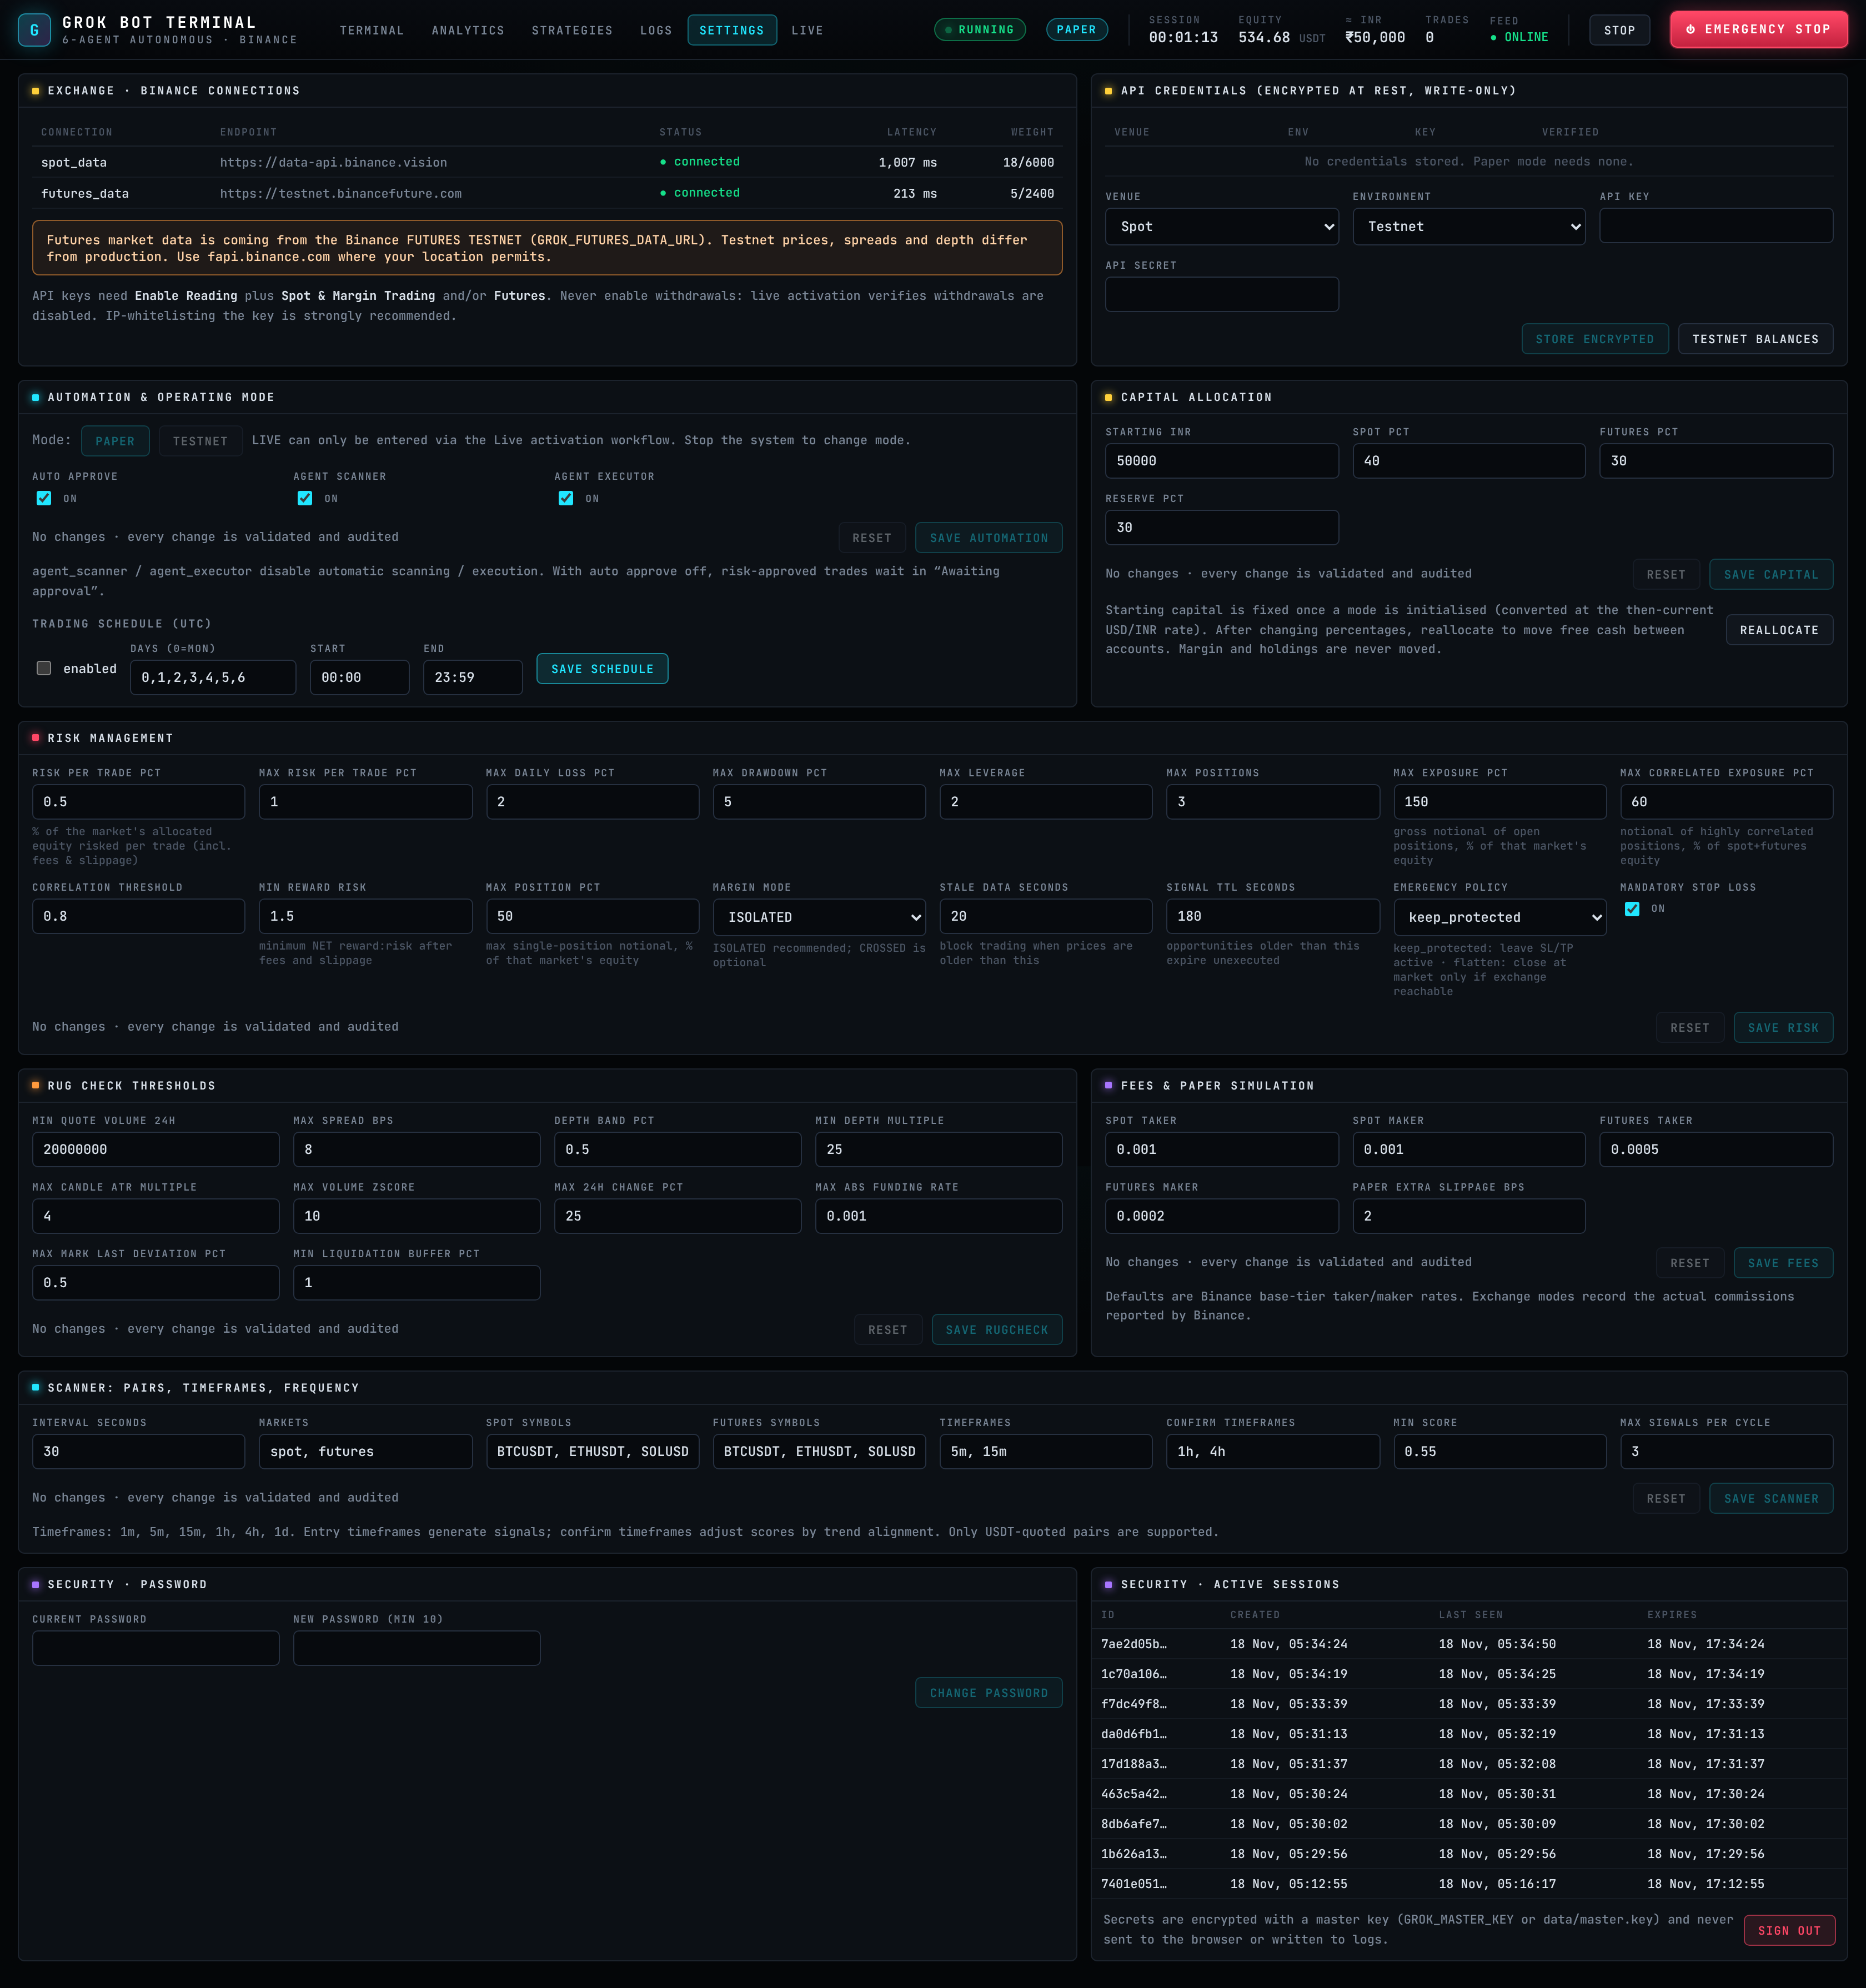 G
GROK BOT TERMINAL
6-AGENT AUTONOMOUS · BINANCE
TERMINAL ANALYTICS STRATEGIES LOGS SETTINGS LIVE
RUNNING PAPER
SESSION 00:01:13
EQUITY 534.68 USDT
≈ INR ₹50,000
TRADES 0
FEED ONLINE
STOP
EMERGENCY STOP
EXCHANGE · BINANCE CONNECTIONS
CONNECTION ENDPOINT STATUS LATENCY WEIGHT
spot_data https://data-api.binance.vision connected 1,007 ms 18/6000
futures_data https://testnet.binancefuture.com connected 213 ms 5/2400
Futures market data is coming from the Binance FUTURES TESTNET (GROK_FUTURES_DATA_URL). Testnet prices, spreads and depth differ
from production. Use fapi.binance.com where your location permits.
API keys need Enable Reading plus Spot & Margin Trading and/or Futures. Never enable withdrawals: live activation verifies withdrawals are
disabled. IP-whitelisting the key is strongly recommended.
API CREDENTIALS (ENCRYPTED AT REST, WRITE-ONLY)
VENUE ENV KEY VERIFIED
No credentials stored. Paper mode needs none.
VENUE ENVIRONMENT API KEY
Spot Testnet
API SECRET
STORE ENCRYPTED TESTNET BALANCES
AUTOMATION & OPERATING MODE
Mode: PAPER TESTNET LIVE can only be entered via the Live activation workflow. Stop the system to change mode.
AUTO APPROVE AGENT SCANNER AGENT EXECUTOR
ON ON ON
No changes · every change is validated and audited RESET SAVE AUTOMATION
agent_scanner / agent_executor disable automatic scanning / execution. With auto approve off, risk-approved trades wait in “Awaiting
approval”.
TRADING SCHEDULE (UTC)
DAYS (0=MON) START END
enabled 0,1,2,3,4,5,6 00:00 23:59 SAVE SCHEDULE
CAPITAL ALLOCATION
STARTING INR SPOT PCT FUTURES PCT
50000 40 30
RESERVE PCT
30
No changes · every change is validated and audited RESET SAVE CAPITAL
Starting capital is fixed once a mode is initialised (converted at the then-current
USD/INR rate). After changing percentages, reallocate to move free cash between
accounts. Margin and holdings are never moved.
REALLOCATE
RISK MANAGEMENT
RISK PER TRADE PCT MAX RISK PER TRADE PCT MAX DAILY LOSS PCT MAX DRAWDOWN PCT MAX LEVERAGE MAX POSITIONS MAX EXPOSURE PCT MAX CORRELATED EXPOSURE PCT
0.5 1 2 5 2 3 150 60
% of the market's allocated
equity risked per trade (incl.
fees & slippage)
gross notional of open
positions, % of that market's
equity
notional of highly correlated
positions, % of spot+futures
equity
CORRELATION THRESHOLD MIN REWARD RISK MAX POSITION PCT MARGIN MODE STALE DATA SECONDS SIGNAL TTL SECONDS EMERGENCY POLICY MANDATORY STOP LOSS
0.8 1.5 50 ISOLATED 20 180 keep_protected ON
minimum NET reward:risk after
fees and slippage
max single-position notional, %
of that market's equity
ISOLATED recommended; CROSSED is
optional
block trading when prices are
older than this
opportunities older than this
expire unexecuted
keep_protected: leave SL/TP
active · flatten: close at
market only if exchange
reachable
No changes · every change is validated and audited RESET SAVE RISK
RUG CHECK THRESHOLDS
MIN QUOTE VOLUME 24H MAX SPREAD BPS DEPTH BAND PCT MIN DEPTH MULTIPLE
20000000 8 0.5 25
MAX CANDLE ATR MULTIPLE MAX VOLUME ZSCORE MAX 24H CHANGE PCT MAX ABS FUNDING RATE
4 10 25 0.001
MAX MARK LAST DEVIATION PCT MIN LIQUIDATION BUFFER PCT
0.5 1
No changes · every change is validated and audited RESET SAVE RUGCHECK
FEES & PAPER SIMULATION
SPOT TAKER SPOT MAKER FUTURES TAKER
0.001 0.001 0.0005
FUTURES MAKER PAPER EXTRA SLIPPAGE BPS
0.0002 2
No changes · every change is validated and audited RESET SAVE FEES
Defaults are Binance base-tier taker/maker rates. Exchange modes record the actual commissions
reported by Binance.
SCANNER: PAIRS, TIMEFRAMES, FREQUENCY
INTERVAL SECONDS MARKETS SPOT SYMBOLS FUTURES SYMBOLS TIMEFRAMES CONFIRM TIMEFRAMES MIN SCORE MAX SIGNALS PER CYCLE
30 spot, futures BTCUSDT, ETHUSDT, SOLUSD BTCUSDT, ETHUSDT, SOLUSD 5m, 15m 1h, 4h 0.55 3
No changes · every change is validated and audited RESET SAVE SCANNER
Timeframes: 1m, 5m, 15m, 1h, 4h, 1d. Entry timeframes generate signals; confirm timeframes adjust scores by trend alignment. Only USDT-quoted pairs are supported.
SECURITY · PASSWORD
CURRENT PASSWORD NEW PASSWORD (MIN 10)
CHANGE PASSWORD
SECURITY · ACTIVE SESSIONS
ID CREATED LAST SEEN EXPIRES
7ae2d05b… 18 Nov, 05:34:24 18 Nov, 05:34:50 18 Nov, 17:34:24
1c70a106… 18 Nov, 05:34:19 18 Nov, 05:34:25 18 Nov, 17:34:19
f7dc49f8… 18 Nov, 05:33:39 18 Nov, 05:33:39 18 Nov, 17:33:39
da0d6fb1… 18 Nov, 05:31:13 18 Nov, 05:32:19 18 Nov, 17:31:13
17d188a3… 18 Nov, 05:31:37 18 Nov, 05:32:08 18 Nov, 17:31:37
463c5a42… 18 Nov, 05:30:24 18 Nov, 05:30:31 18 Nov, 17:30:24
8db6afe7… 18 Nov, 05:30:02 18 Nov, 05:30:09 18 Nov, 17:30:02
1b626a13… 18 Nov, 05:29:56 18 Nov, 05:29:56 18 Nov, 17:29:56
7401e051… 18 Nov, 05:12:55 18 Nov, 05:16:17 18 Nov, 17:12:55
Secrets are encrypted with a master key (GROK_MASTER_KEY or data/master.key) and never
sent to the browser or written to logs.
SIGN OUT